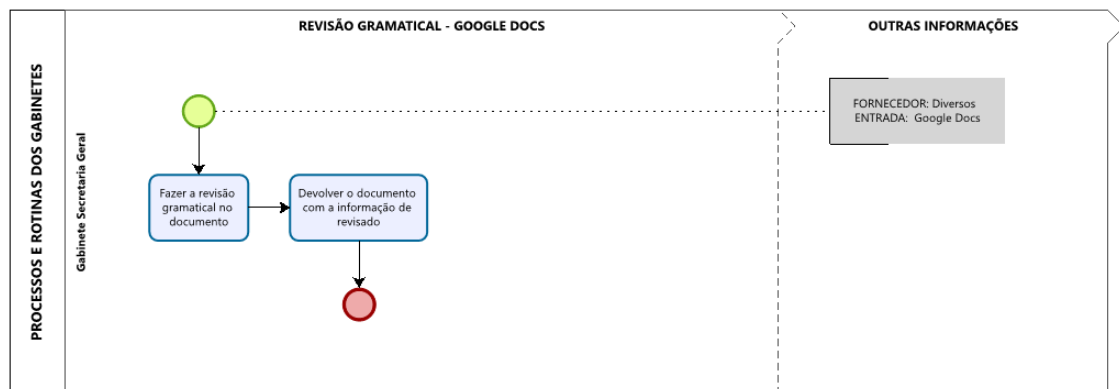 REVISÃO GRAMATICAL - GOOGLE DOCS
OUTRAS INFORMAÇÕES
PROCESSOS E ROTINAS DOS GABINETES
Gabinete Secretaria Geral
FORNECEDOR: Diversos
ENTRADA: Google Docs
Fazer a revisão
gramatical no
documento
Devolver o documento
com a informação de
revisado